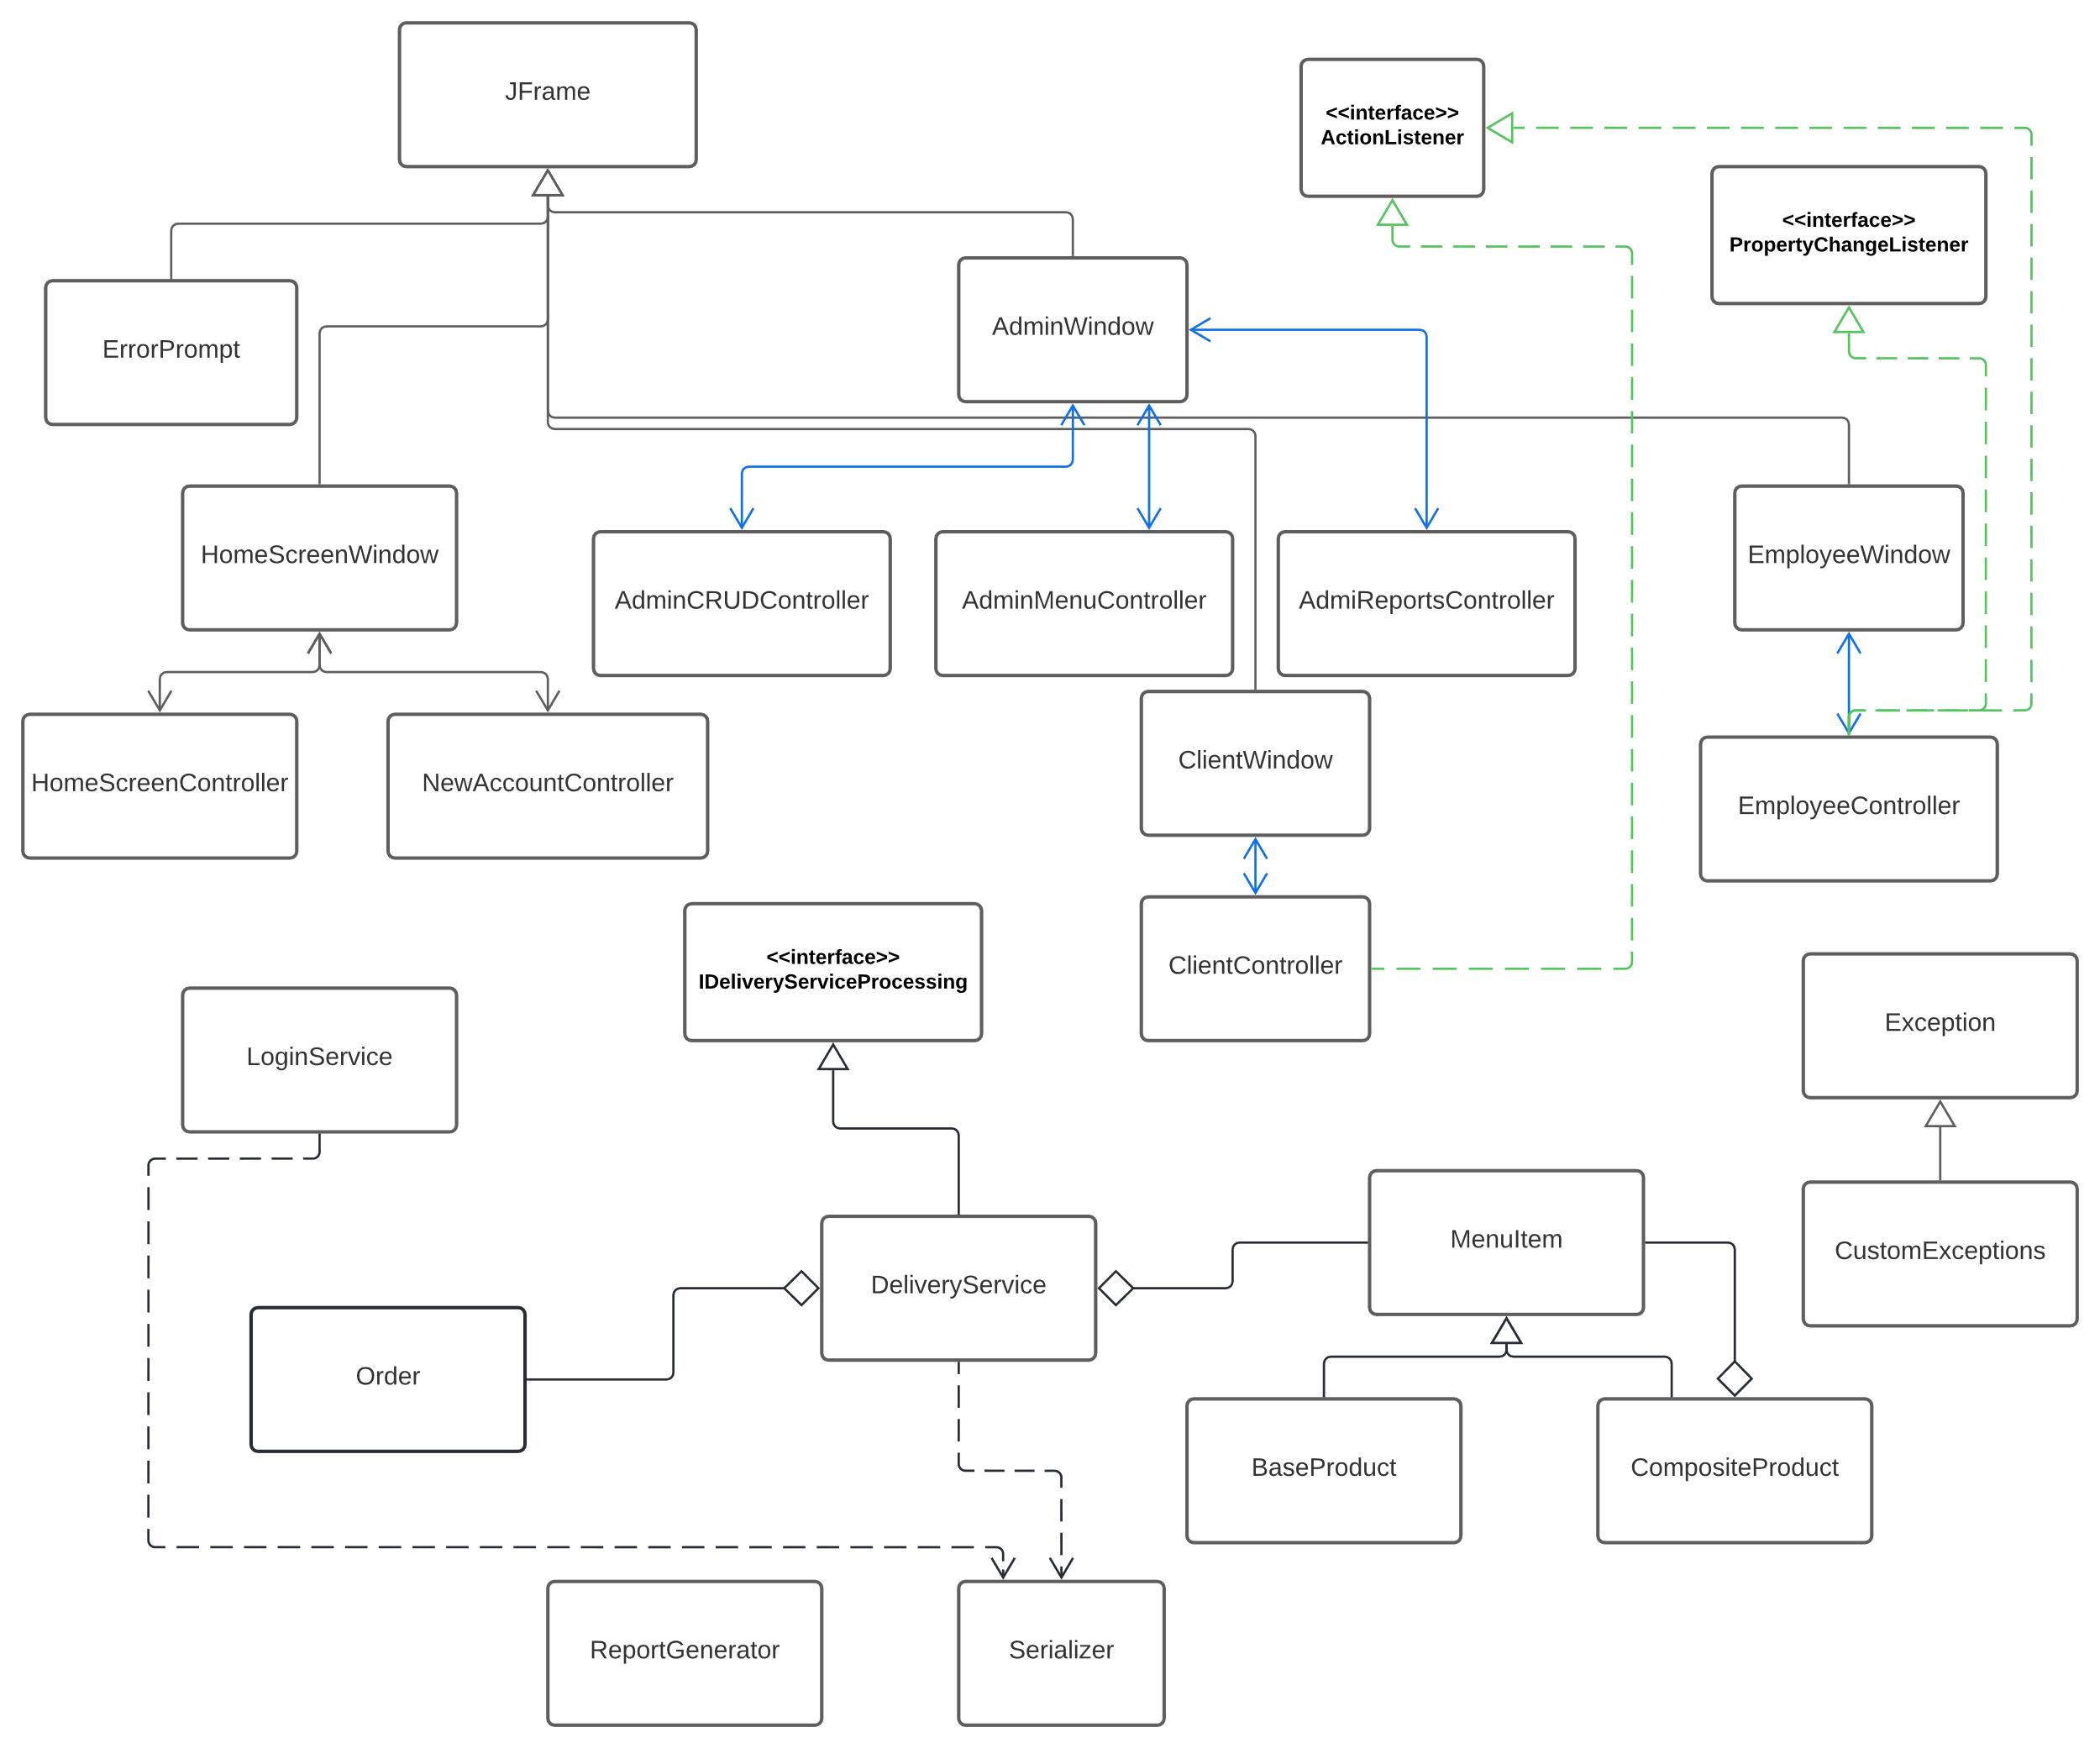 JFrame
<<interface>>
ActionListener
<<interface>>
PropertyChangeListener
AdminWindow
ErrorPrompt
HomeScreenWindow
EmployeeWindow
AdminCRUDController
AdminMenuController
AdmiReportsController
ClientWindow
HomeScreenController
NewAccountController
EmployeeController
<<interface>>
IDeliveryServiceProcessing
ClientController
Exception
LoginService
MenuItem
CustomExceptions
DeliveryService
Order
BaseProduct
CompositeProduct
ReportGenerator
Serializer